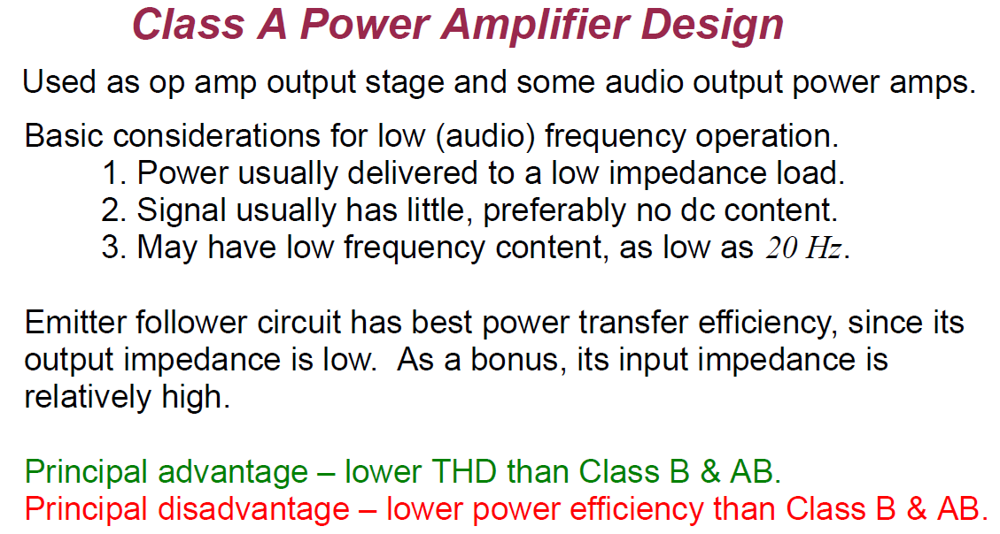 Class A Power Amplifier Design
Used as op amp output stage and some audio output power amps.
Basic considerations for low (audio) frequency operation.
1. Power usually delivered to a low impedance load.
2. Signal usually has little, preferably no dc content.
3. May have low frequency content, as low as 20 Hz.
Emitter follower circuit has best power transfer efficiency, since its
output impedance is low.  As a bonus, its input impedance is
relatively high.
Principal advantage – lower THD than Class B & AB.
Principal disadvantage – lower power efficiency than Class B & AB.